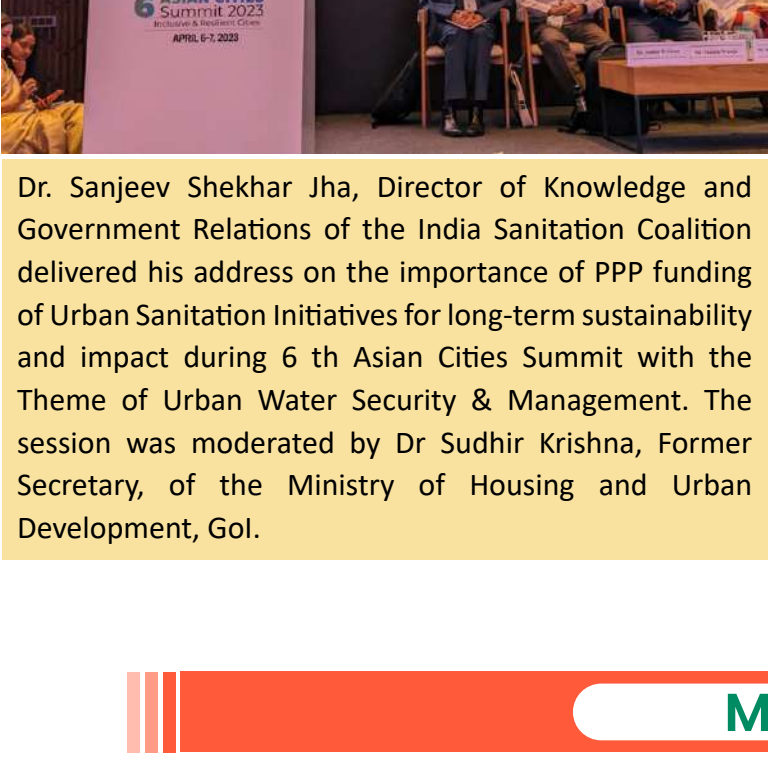 6 ASIAN CITIES
Summit 2023
Inclusive & Resilient Cities
APRIL 6-7, 2023
Dr. Sanjeev Shekhar Jha, Director of Knowledge and
Government Relations of the India Sanitation Coalition
delivered his address on the importance of PPP funding
of Urban Sanitation Initiatives for long-term sustainability
and impact during 6 th Asian Cities Summit with the
Theme of Urban Water Security & Management. The
session was moderated by Dr Sudhir Krishna, Former
Secretary, of the Ministry of Housing and Urban
Development, GoI.
M